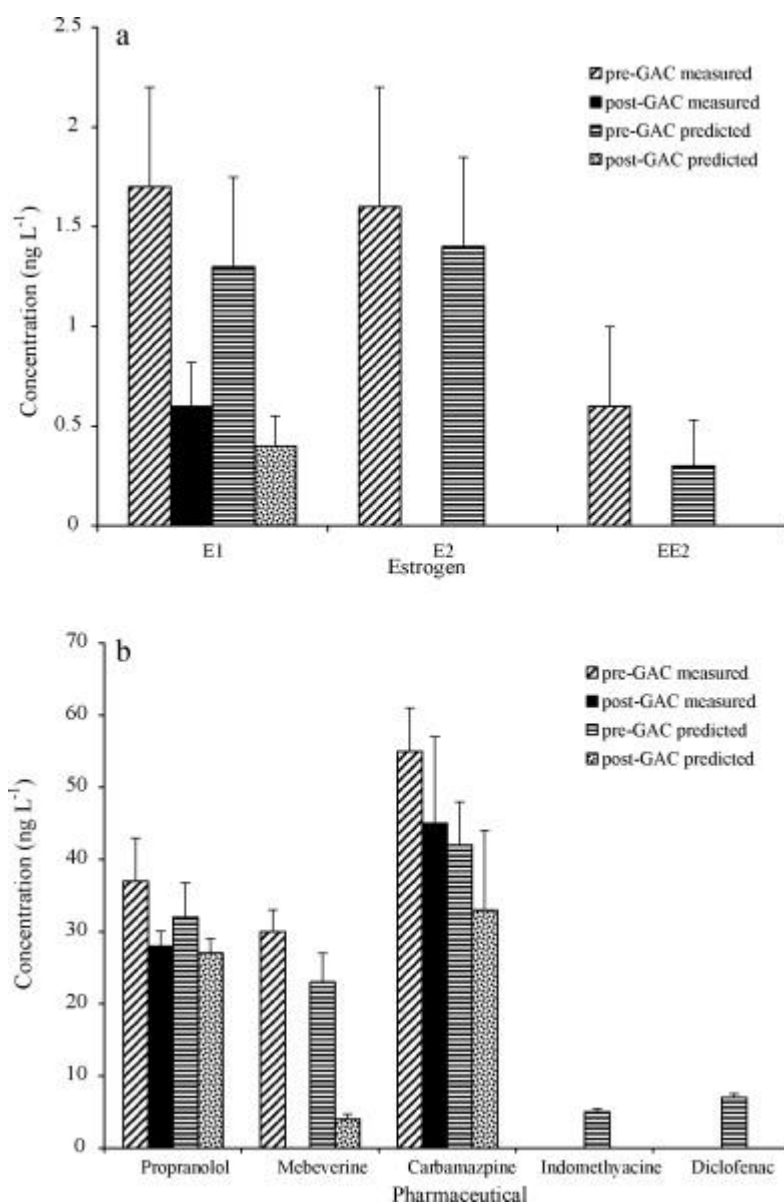 a
2.5
2
1.5
1
0.5
0
Concentration (ng L⁻¹)
pre-GAC measured
post-GAC measured
pre-GAC predicted
post-GAC predicted
E1 E2 EE2
Estrogen
b
70
60
50
40
30
20
10
0
Concentration (ng L⁻¹)
pre-GAC measured
post-GAC measured
pre-GAC predicted
post-GAC predicted
Propranolol Mebeverine Carbamazpine Indomethyacine Diclofenac
Pharmaceutical